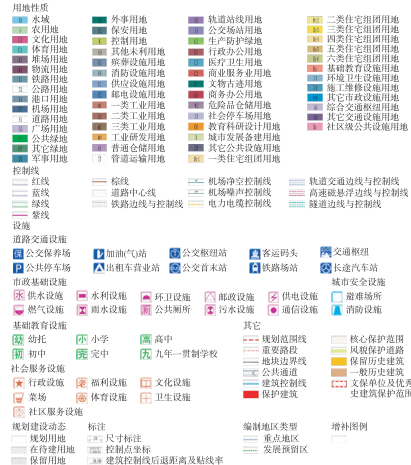 用地性质
水域 外事用地 轨道站线用地 二类住宅组团用地
农用地 保安用地 公交场站用地 三类住宅组团用地
文化用地 控制用地 生产防护绿地 四类住宅组团用地
体育用地 其他未利用地 行政办公用地 五类住宅组团用地
堆场用地 殡葬设施用地 医疗卫生用地 六类住宅组团用地
物流用地 消防设施用地 商业服务业用地 基础教育设施用地
铁路用地 供应设施用地 文物古迹用地 环境卫生设施用地
公路用地 邮电设施用地 商务办公用地 施工维修设施用地
港口用地 一类工业用地 危险品仓储用地 其它市政设施用地
机场用地 二类工业用地 社会停车场用地 综合交通枢纽用地
道路用地 三类工业用地 教育科研设计用地 其它交通设施用地
广场用地 工业研发用地 城市发展备建用地 社区级公共设施用地
公共绿地 普通仓储用地 其它公共设施用地
其它绿地 管道运输用地 一类住宅组团用地
军事用地
控制线
红线 棕线 机场净空控制线 轨道交通边线与控制线
蓝线 道路中心线 机场噪声控制线 高速磁悬浮边线与控制线
绿线 铁路边线与控制线 电力电缆控制线 隧道边线与控制线
紫线
设施
道路交通设施
公交保养场 加油(气)站 公交枢纽站 客运码头 交通枢纽
公共停车场 出租车营业站 公交首末站 铁路场站 长途汽车站
市政基础设施 城市安全设施
供水设施 水利设施 环卫设施 邮政设施 供电设施 避难场所
燃气设施 雨水设施 公共厕所 污水设施 通信设施 消防设施
基础教育设施 其它
幼 幼托 小 小学 高 高中 规划范围线 核心保护范围
初 初中 完 完中 九 九年一贯制学校 重要路段 风貌保护道路
社会服务设施 地块边界线 保留历史建筑
行政设施 福利设施 文化设施 公共通道 一般历史建筑
菜场 体育设施 卫生设施 建筑控制线 文保单位及优秀
社区服务设施 保护建筑 历史建筑保护范围
规划建设动态 标注 编制地区类型 增补图例
规划用地 尺寸标注 重点地区
在待建用地 控制点坐标 发展预留区
保留用地 建筑控制线后退距离及贴线率